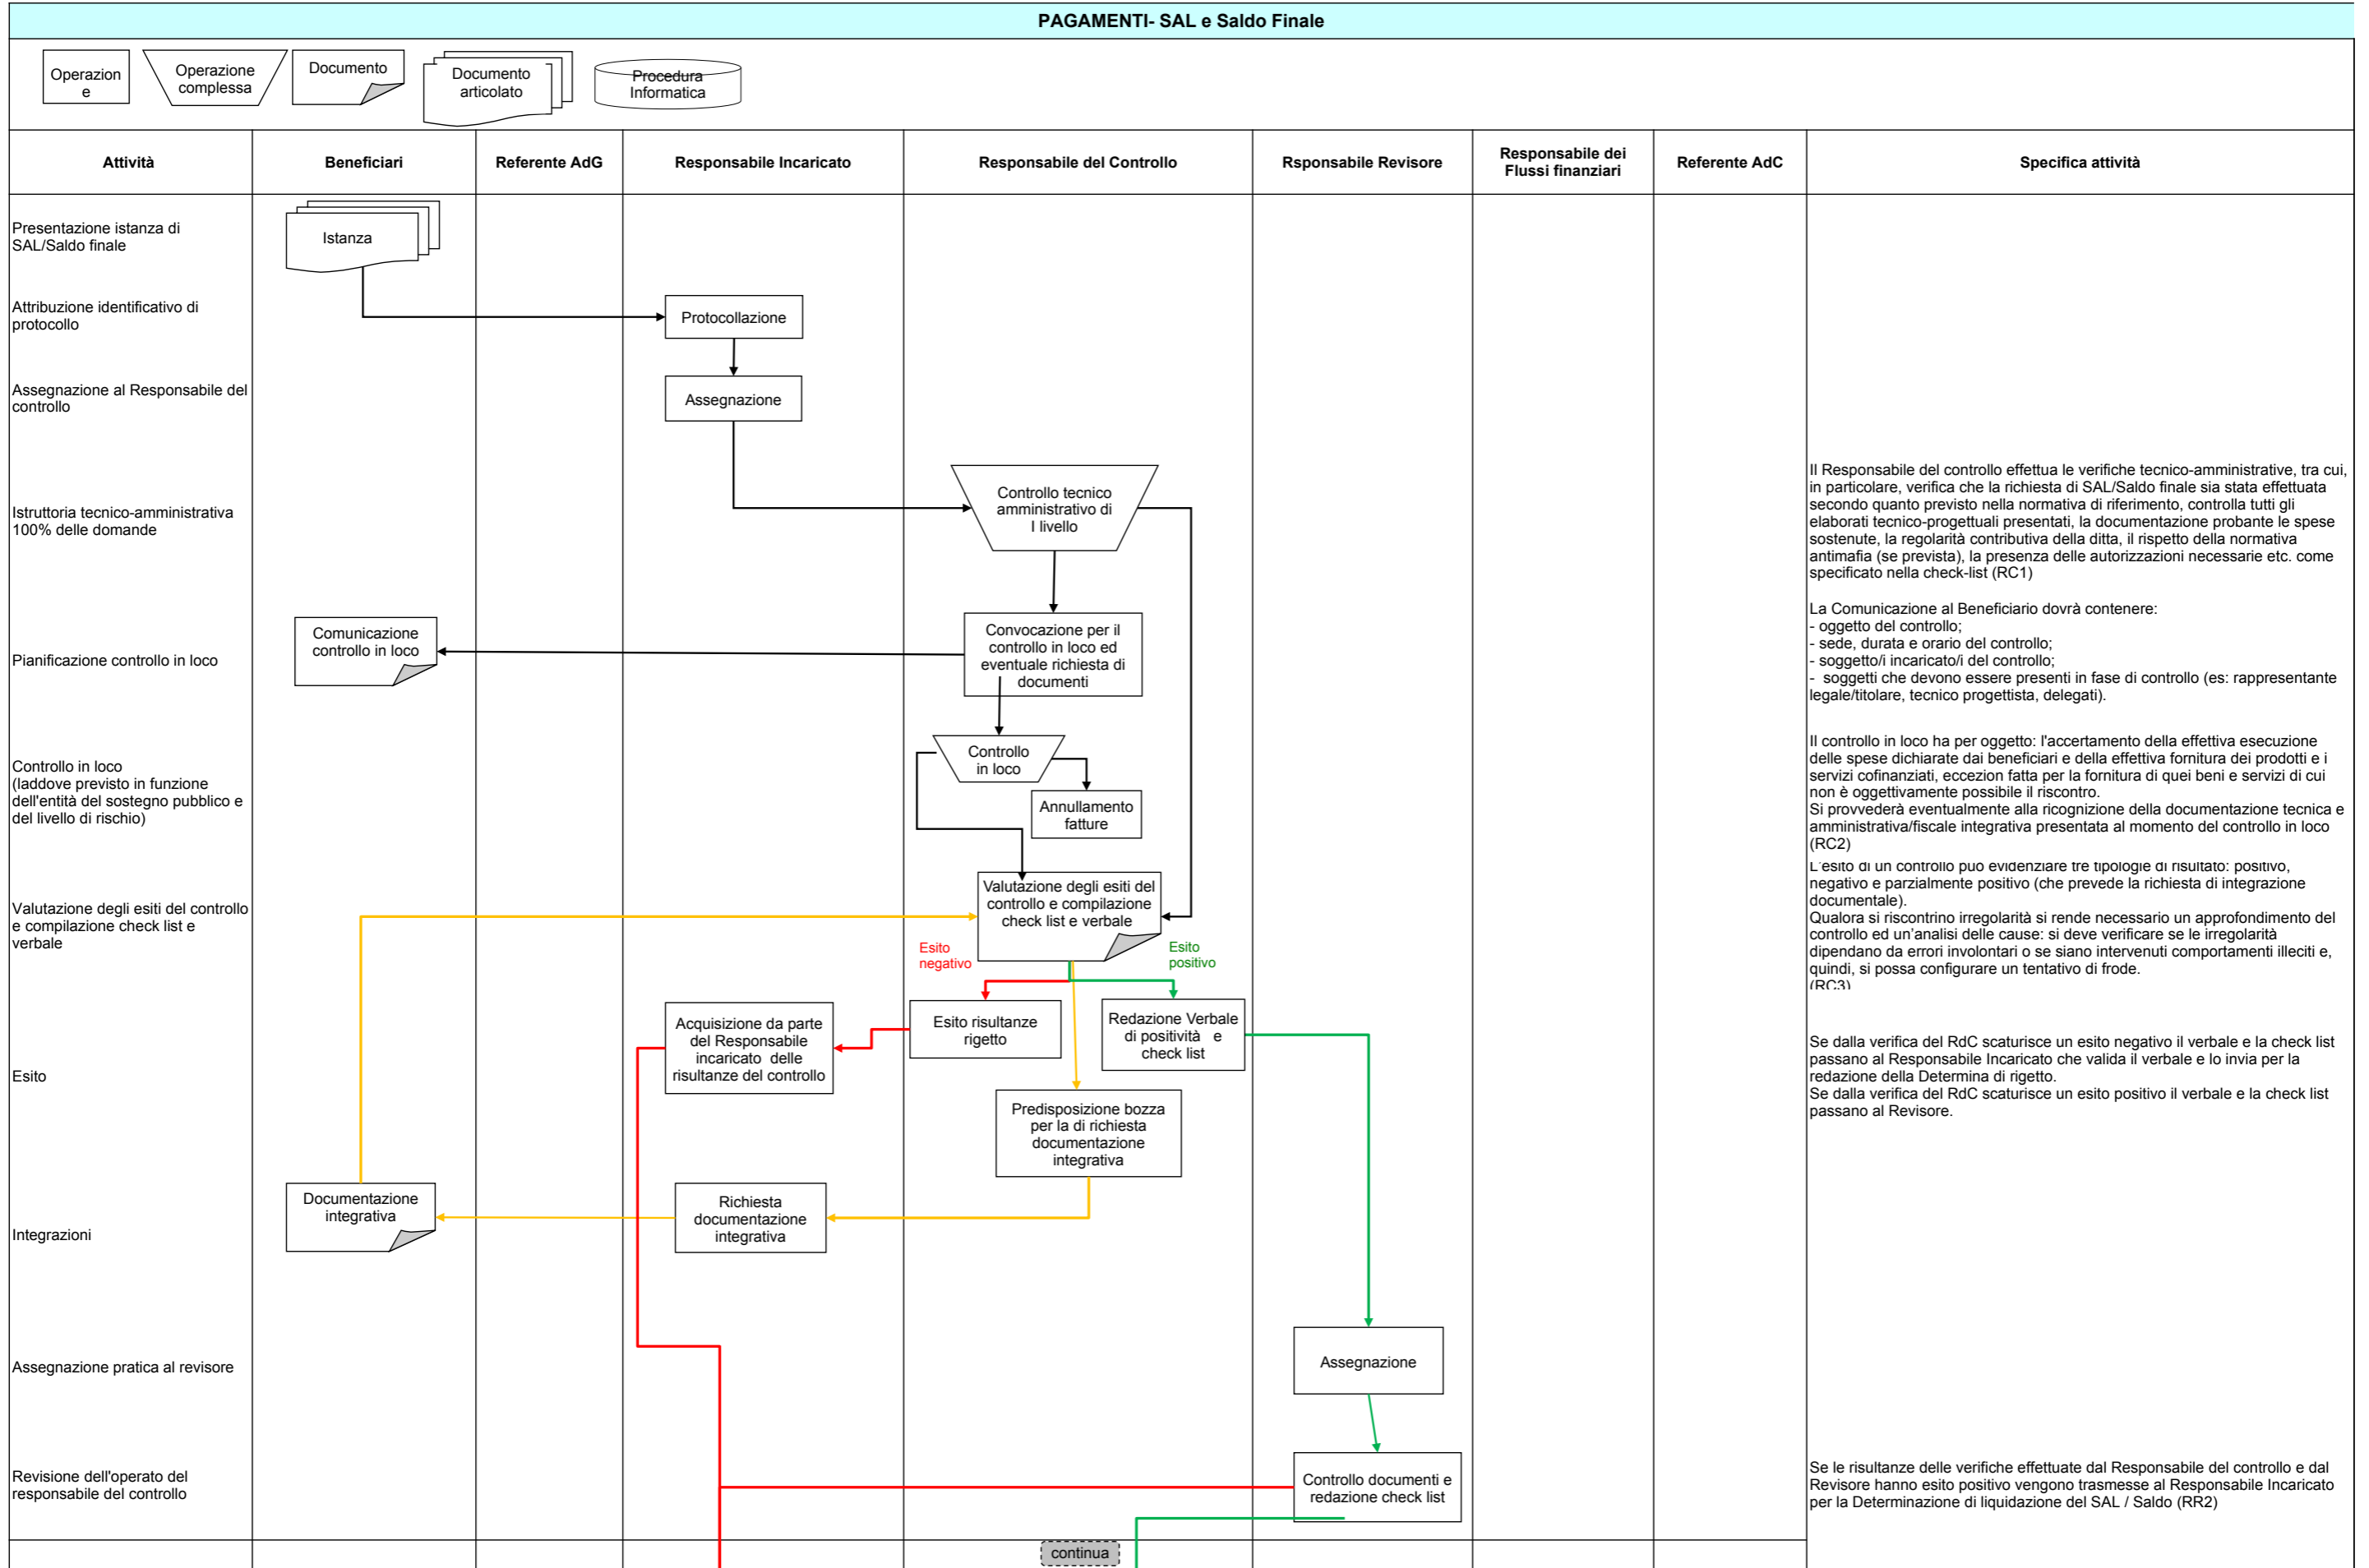 PAGAMENTI- SAL e Saldo Finale
Operazion
e
Operazione
complessa
Documento
Documento
articolato
Procedura
Informatica
Attività
Beneficiari
Referente AdG
Responsabile Incaricato
Responsabile del Controllo
Rsponsabile Revisore
Responsabile dei
Flussi finanziari
Referente AdC
Specifica attività
Presentazione istanza di
SAL/Saldo finale
Istanza
Attribuzione identificativo di
protocollo
Protocollazione
Assegnazione al Responsabile del
controllo
Assegnazione
Istruttoria tecnico-amministrativa
100% delle domande
Controllo tecnico
amministrativo di
I livello
Il Responsabile del controllo effettua le verifiche tecnico-amministrative, tra cui,
in particolare, verifica che la richiesta di SAL/Saldo finale sia stata effettuata
secondo quanto previsto nella normativa di riferimento, controlla tutti gli
elaborati tecnico-progettuali presentati, la documentazione probante le spese
sostenute, la regolarità contributiva della ditta, il rispetto della normativa
antimafia (se prevista), la presenza delle autorizzazioni necessarie etc. come
specificato nella check-list (RC1)
Pianificazione controllo in loco
Comunicazione
controllo in loco
Convocazione per il
controllo in loco ed
eventuale richiesta di
documenti
La Comunicazione al Beneficiario dovrà contenere:
- oggetto del controllo;
- sede, durata e orario del controllo;
- soggetto/i incaricato/i del controllo;
- soggetti che devono essere presenti in fase di controllo (es: rappresentante
legale/titolare, tecnico progettista, delegati).
Controllo in loco
(laddove previsto in funzione
dell'entità del sostegno pubblico e
del livello di rischio)
Controllo
in loco
Annullamento
fatture
Il controllo in loco ha per oggetto: l'accertamento della effettiva esecuzione
delle spese dichiarate dai beneficiari e della effettiva fornitura dei prodotti e i
servizi cofinanziati, eccezion fatta per la fornitura di quei beni e servizi di cui
non è oggettivamente possibile il riscontro.
Si provvederà eventualmente alla ricognizione della documentazione tecnica e
amministrativa/fiscale integrativa presentata al momento del controllo in loco
(RC2)
Valutazione degli esiti del controllo
e compilazione check list e
verbale
Valutazione degli esiti del
controllo e compilazione
check list e verbale
Esito
negativo
Esito
positivo
L'esito di un controllo può evidenziare tre tipologie di risultato: positivo,
negativo e parzialmente positivo (che prevede la richiesta di integrazione
documentale).
Qualora si riscontrino irregolarità si rende necessario un approfondimento del
controllo ed un'analisi delle cause: si deve verificare se le irregolarità
dipendano da errori involontari o se siano intervenuti comportamenti illeciti e,
quindi, si possa configurare un tentativo di frode.
(RC3)
Esito
Acquisizione da parte
del Responsabile
incaricato delle
risultanze del controllo
Esito risultanze
rigetto
Redazione Verbale
di positività e
check list
Predisposizione bozza
per la di richiesta
documentazione
integrativa
Se dalla verifica del RdC scaturisce un esito negativo il verbale e la check list
passano al Responsabile Incaricato che valida il verbale e lo invia per la
redazione della Determina di rigetto.
Se dalla verifica del RdC scaturisce un esito positivo il verbale e la check list
passano al Revisore.
Integrazioni
Documentazione
integrativa
Richiesta
documentazione
integrativa
Assegnazione pratica al revisore
Assegnazione
Revisione dell'operato del
responsabile del controllo
Controllo documenti e
redazione check list
Se le risultanze delle verifiche effettuate dal Responsabile del controllo e dal
Revisore hanno esito positivo vengono trasmesse al Responsabile Incaricato
per la Determinazione di liquidazione del SAL / Saldo (RR2)
continua